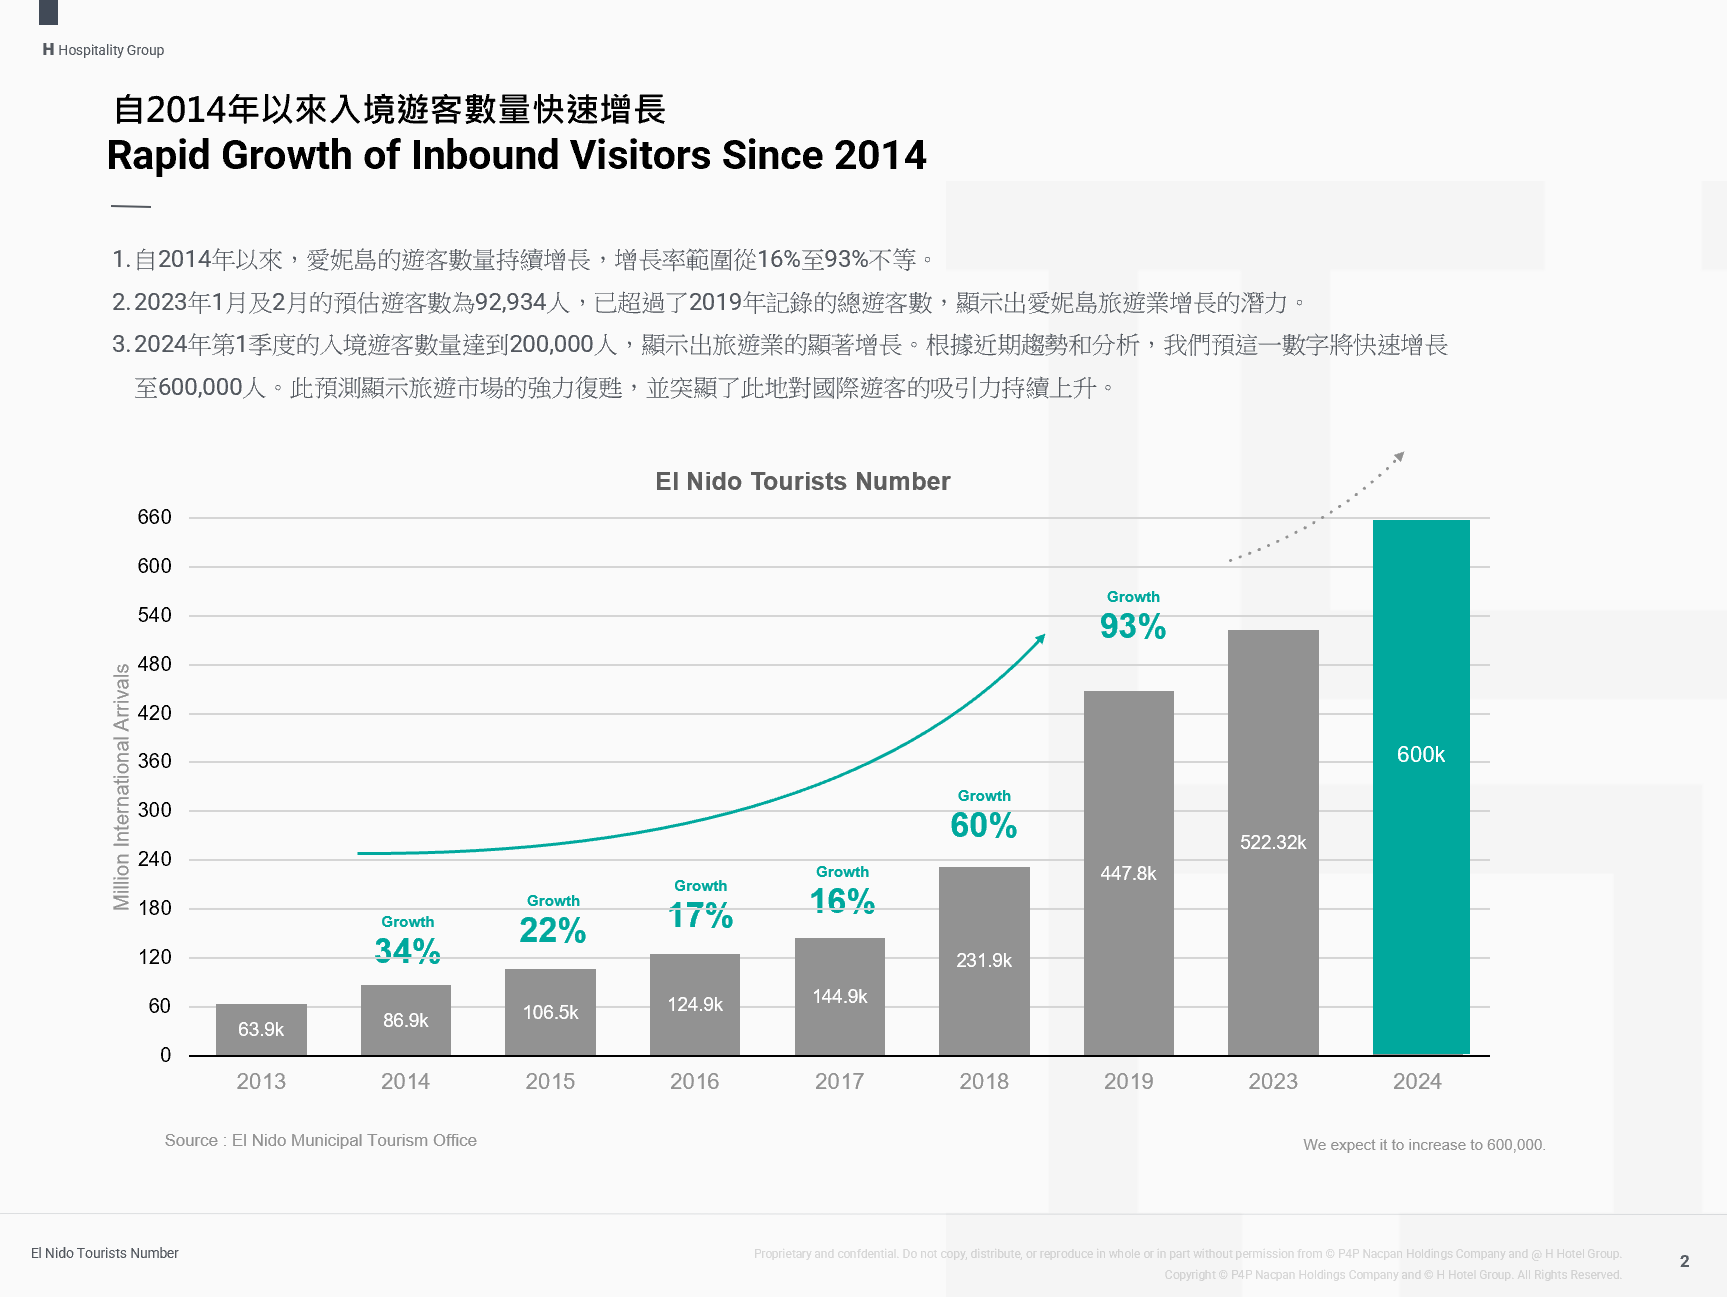 H Hospitality Group
自2014年以來入境遊客數量快速增長
Rapid Growth of Inbound Visitors Since 2014
1. 自2014年以來，愛妮島的遊客數量持續增長，增長率範圍從16%至93%不等。
2. 2023年1月及2月的預估遊客數為92,934人，已超過了2019年記錄的總遊客數，顯示出愛妮島旅遊業增長的潛力。
3. 2024年第1季度的入境遊客數量達到200,000人，顯示出旅遊業的顯著增長。根據近期趨勢和分析，我們預這一數字將快速增長
至600,000人。此預測顯示旅遊市場的強力復甦，並突顯了此地對國際遊客的吸引力持續上升。
El Nido Tourists Number
Million International Arrivals
660
600
540
480
420
360
300
240
180
120
60
0
63.9k
Growth
34%
86.9k
Growth
22%
106.5k
Growth
17%
124.9k
Growth
16%
144.9k
Growth
60%
231.9k
Growth
93%
447.8k
522.32k
600k
2013 2014 2015 2016 2017 2018 2019 2023 2024
Source : El Nido Municipal Tourism Office
We expect it to increase to 600,000.
El Nido Tourists Number
Proprietary and confdential. Do not copy, distribute, or reproduce in whole or in part without permission from © P4P Nacpan Holdings Company and @ H Hotel Group.
Copyright © P4P Nacpan Holdings Company and © H Hotel Group. All Rights Reserved.
2